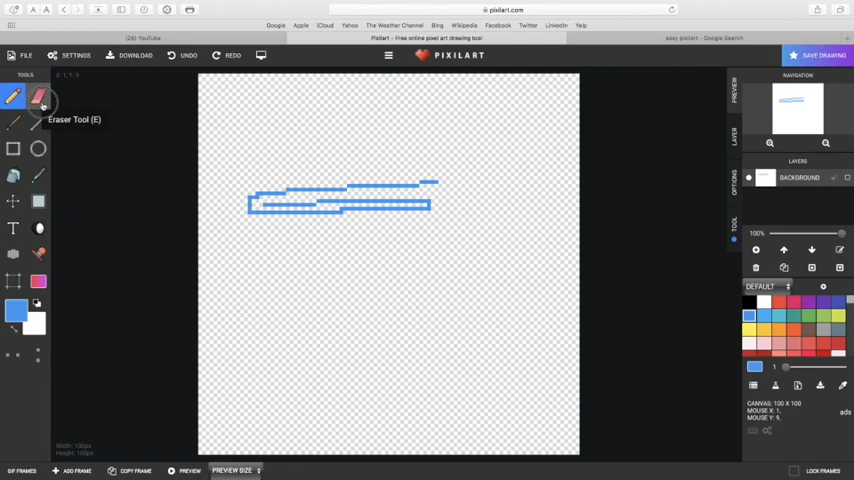 A A
pixilart.com
Google Apple iCloud Yahoo The Weather Channel Bing Wikipedia Facebook Twitter LinkedIn Yelp
(20) YouTube
Pixilart - Free online pixel art drawing tool
easy pixilart - Google Search
FILE SETTINGS DOWNLOAD UNDO REDO
PIXILART
SAVE DRAWING
TOOLS
X: 1, Y: 9
Eraser Tool (E)
T
Width: 100px
Height: 100px
PREVIEW
LAYER
OPTIONS
TOOL
NAVIGATION
LAYERS
BACKGROUND
100%
DEFAULT
1
CANVAS: 100 X 100
MOUSE X: 1,
MOUSE Y: 9,
ads
GIF FRAMES ADD FRAME COPY FRAME PREVIEW PREVIEW SIZE
LOCK FRAMES